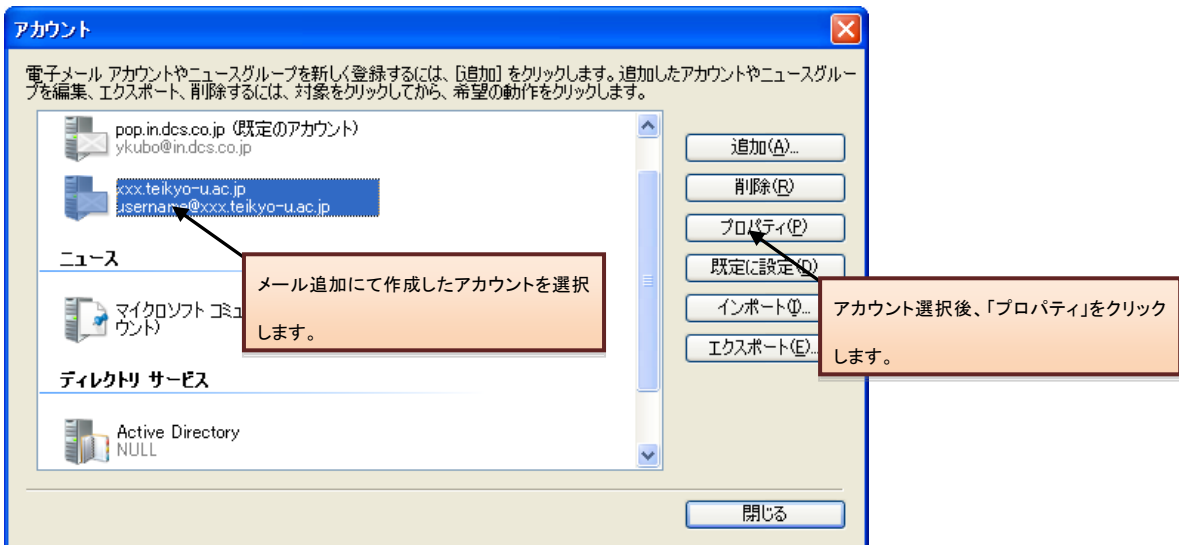 アカウント
電子メール アカウントやニュースグループを新しく登録するには、[追加] をクリックします。追加したアカウントやニュースグルー
プを編集、エクスポート、削除するには、対象をクリックしてから、希望の動作をクリックします。
pop.in.dcs.co.jp (既定のアカウント)
ykubo@in.dcs.co.jp
xxx.teikyo-u.ac.jp
username@xxx.teikyo-u.ac.jp
ニュース
マイクロソフト コミュ
ウント)
ディレクトリ サービス
Active Directory
NULL
追加(A)...
削除(R)
プロパティ(P)
既定に設定(D)
インポート(I)...
エクスポート(E)...
閉じる
メール追加にて作成したアカウントを選択
します。
アカウント選択後、「プロパティ」をクリック
します。